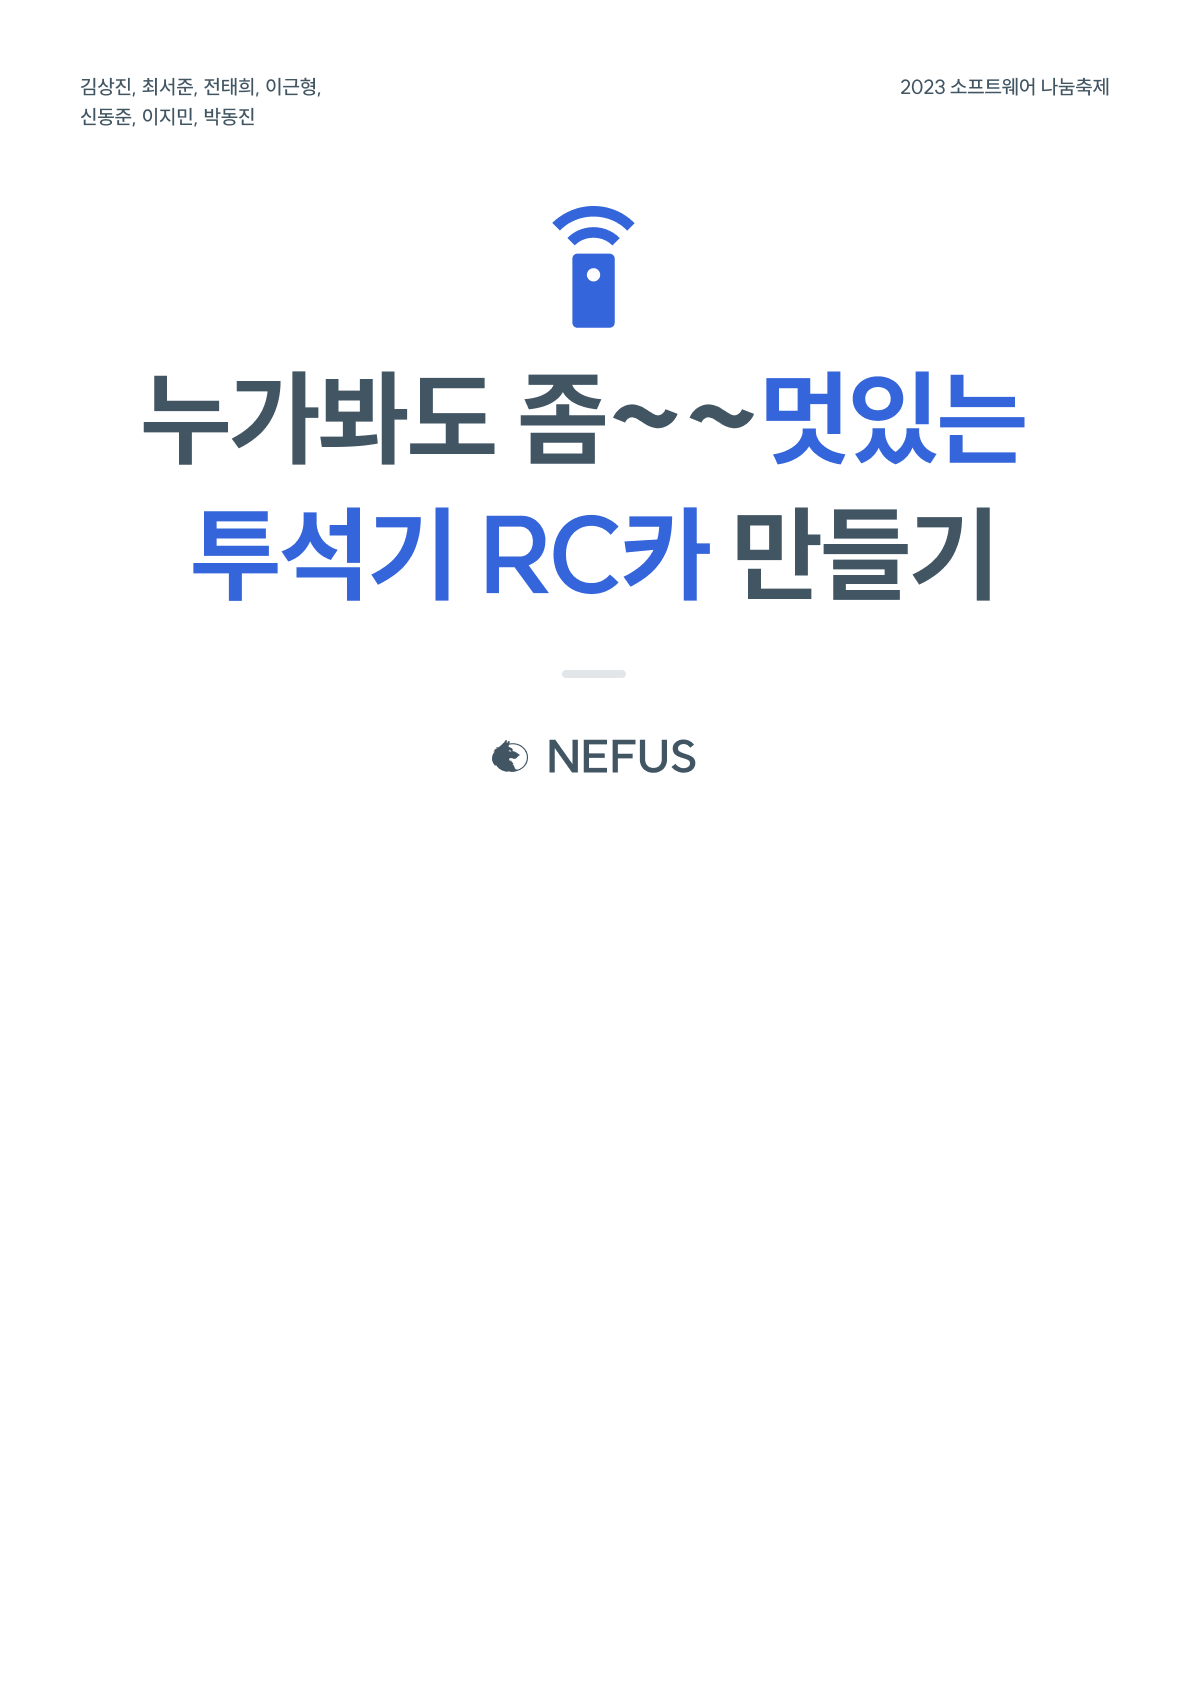 김상진, 최서준, 전태희, 이근형,
신동준, 이지민, 박동진
2023 소프트웨어 나눔축제
누가봐도 좀~~멋있는
투석기 RC카 만들기
NEFUS